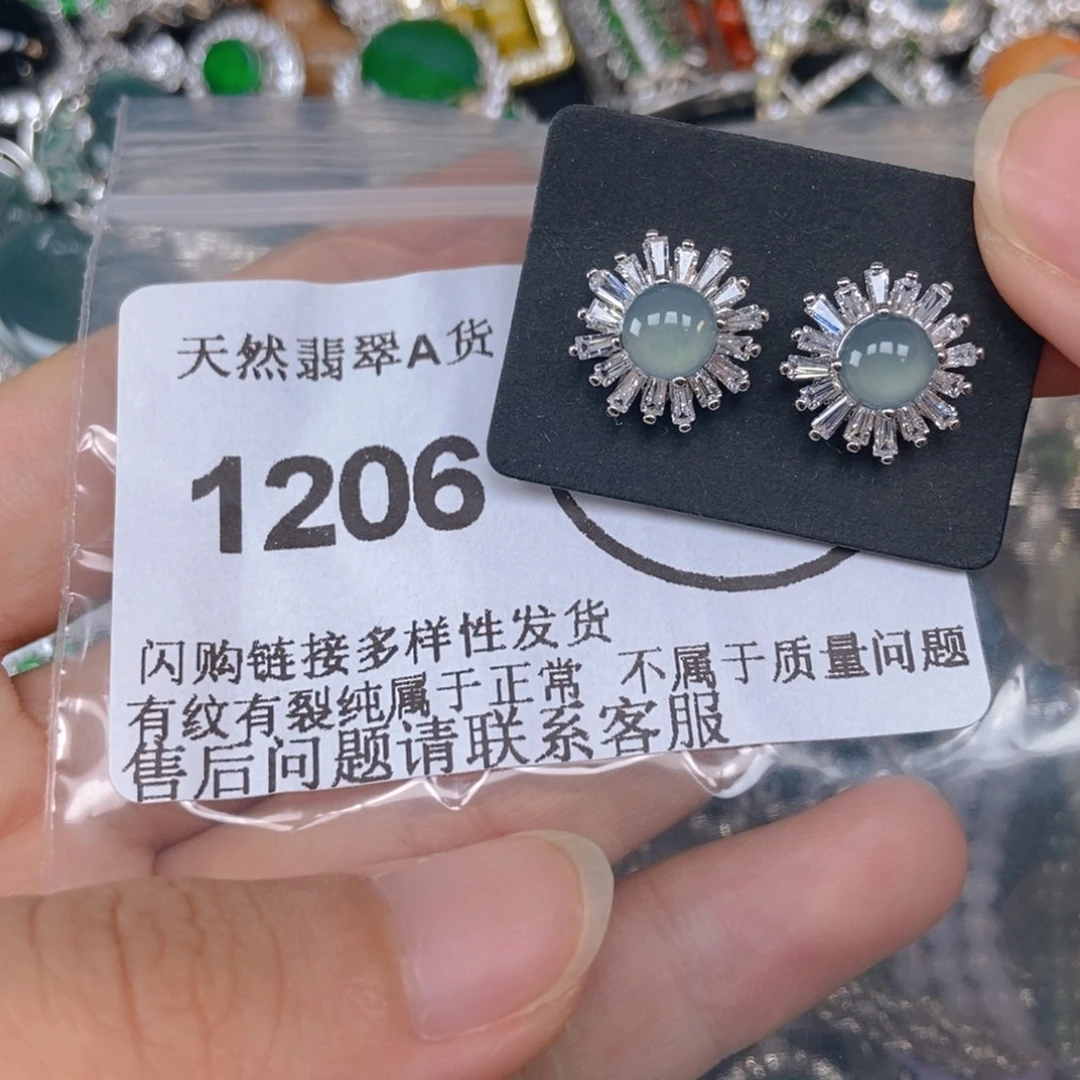 天然翡翠A货
1206
闪购链接多样性发货
有纹有裂纯属于正常 不属于质量问题
售后问题请联系客服